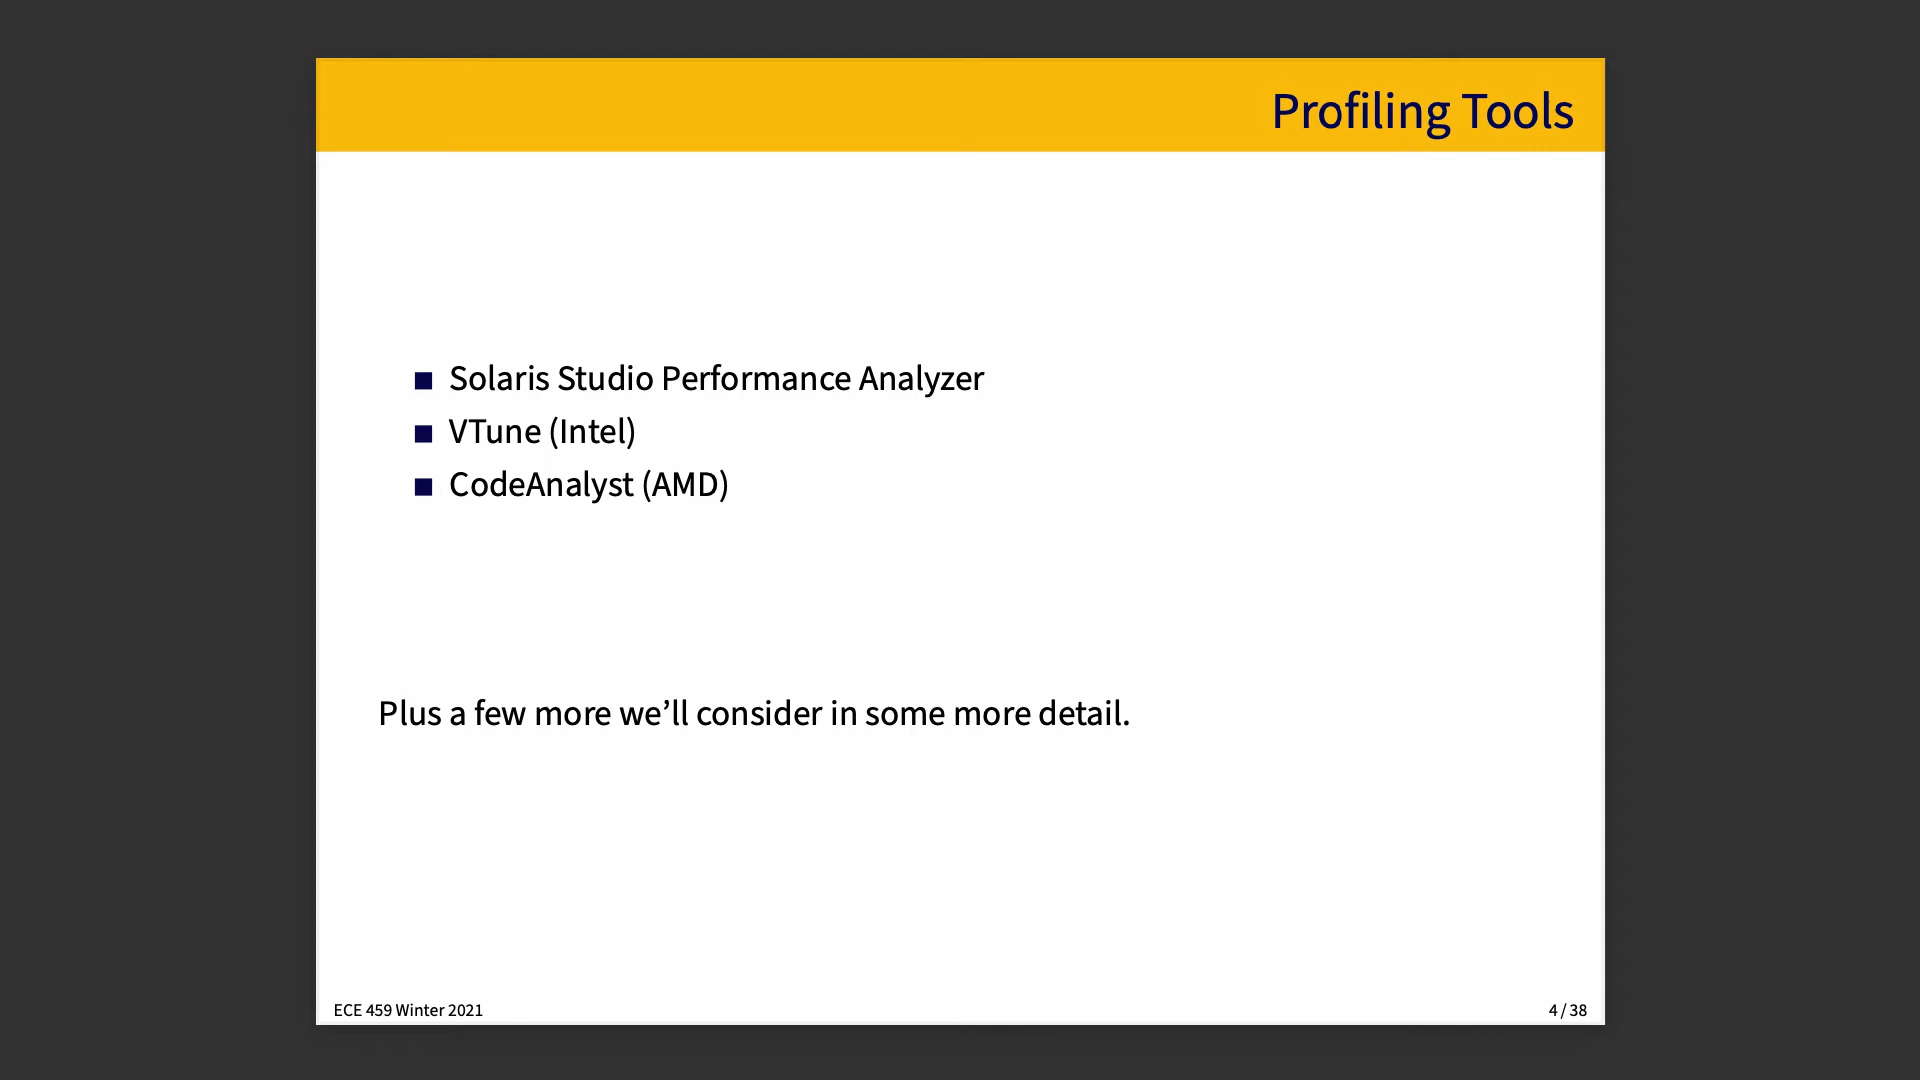 Profiling Tools
Solaris Studio Performance Analyzer
VTune (Intel)
CodeAnalyst (AMD)
Plus a few more we’ll consider in some more detail.
ECE 459 Winter 2021
4 / 38